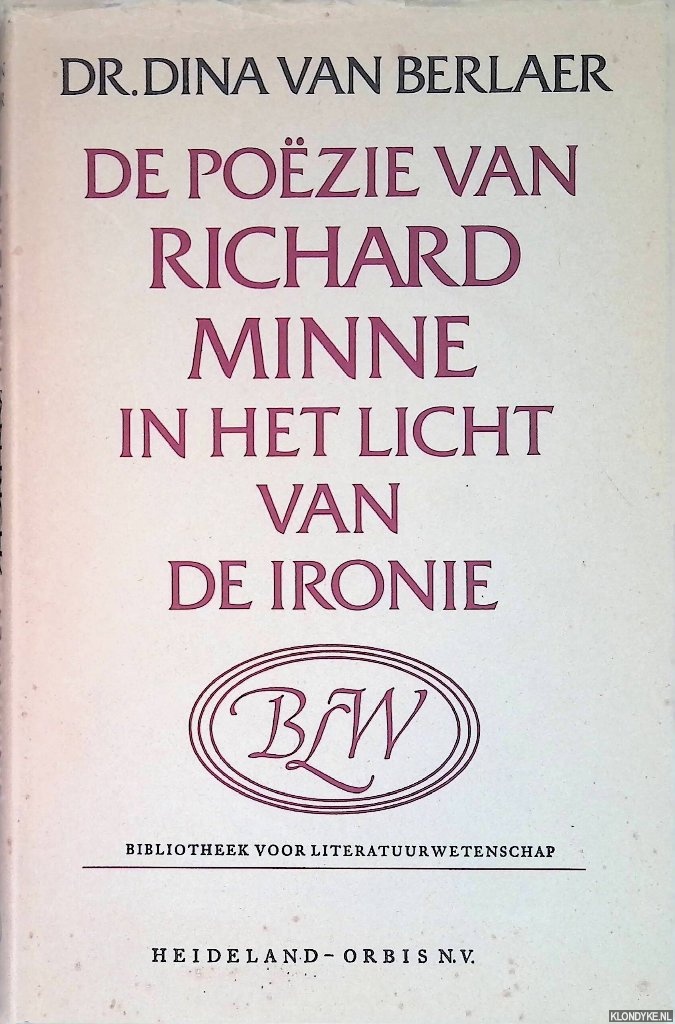 DR. DINA VAN BERLAER
DE POËZIE VAN
RICHARD
MINNE
IN HET LICHT
VAN
DE IRONIE
BLW
BIBLIOTHEEK VOOR LITERATUURWETENSCHAP
HEIDELAND - ORBIS N.V.
KLONDYKE.NL